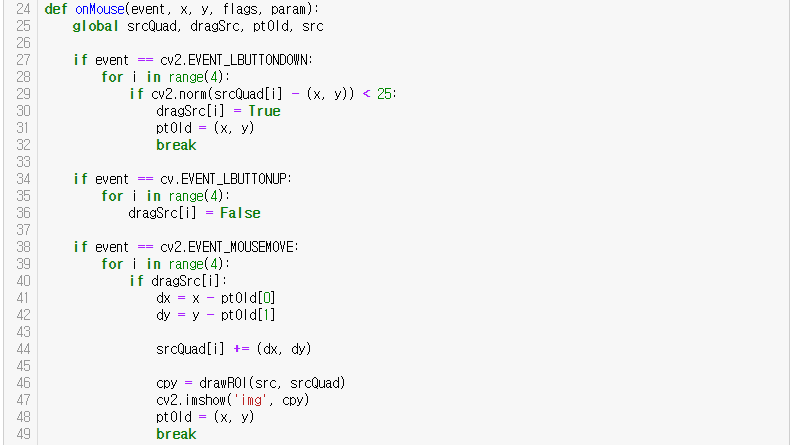 24 def onMouse(event, x, y, flags, param):
25     global srcQuad, dragSrc, ptOld, src
26
27     if event == cv2.EVENT_LBUTTONDOWN:
28         for i in range(4):
29             if cv2.norm(srcQuad[i] - (x, y)) < 25:
30                 dragSrc[i] = True
31                 ptOld = (x, y)
32                 break
33
34     if event == cv.EVENT_LBUTTONUP:
35         for i in range(4):
36             dragSrc[i] = False
37
38     if event == cv2.EVENT_MOUSEMOVE:
39         for i in range(4):
40             if dragSrc[i]:
41                 dx = x - ptOld[0]
42                 dy = y - ptOld[1]
43
44                 srcQuad[i] += (dx, dy)
45
46                 cpy = drawROI(src, srcQuad)
47                 cv2.imshow('img', cpy)
48                 ptOld = (x, y)
49                 break